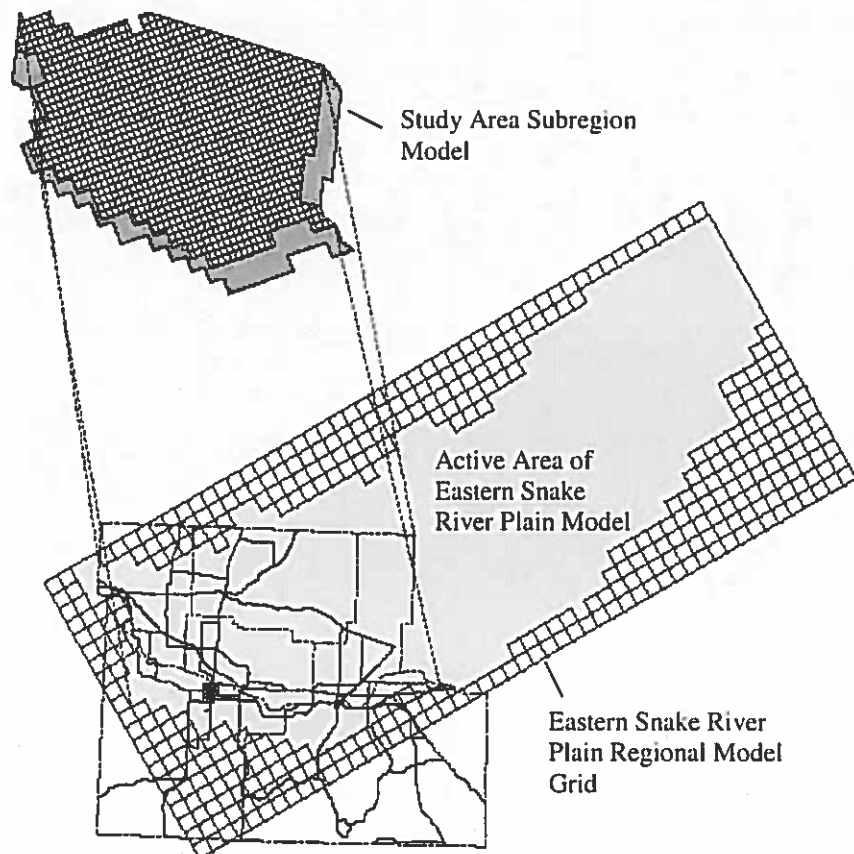 Study Area Subregion
Model
Active Area of
Eastern Snake
River Plain Model
Eastern Snake River
Plain Regional Model
Grid